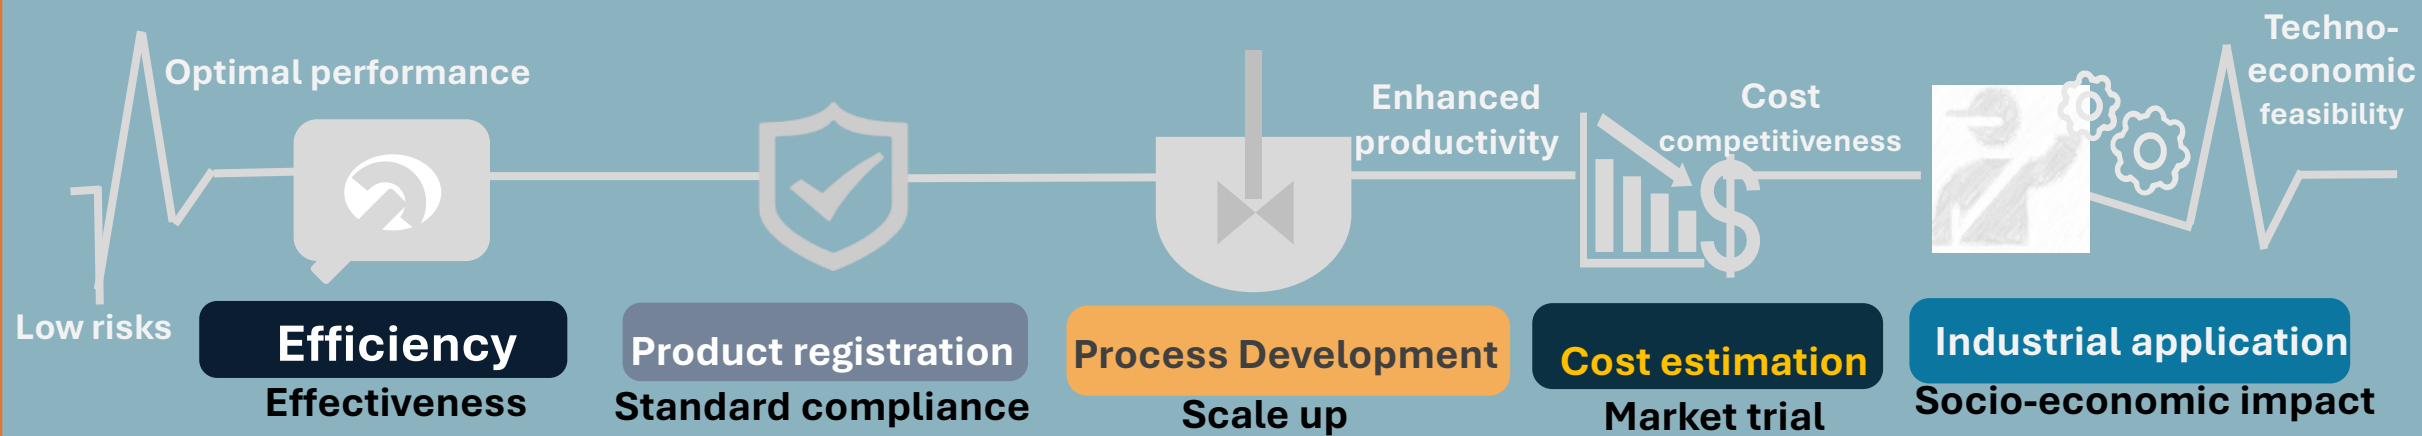 Optimal performance
Low risks
Enhanced
productivity
Cost
competitiveness
$
Techno-
economic
feasibility
Efficiency
Effectiveness
Product registration
Standard compliance
Process Development
Scale up
Cost estimation
Market trial
Industrial application
Socio-economic impact